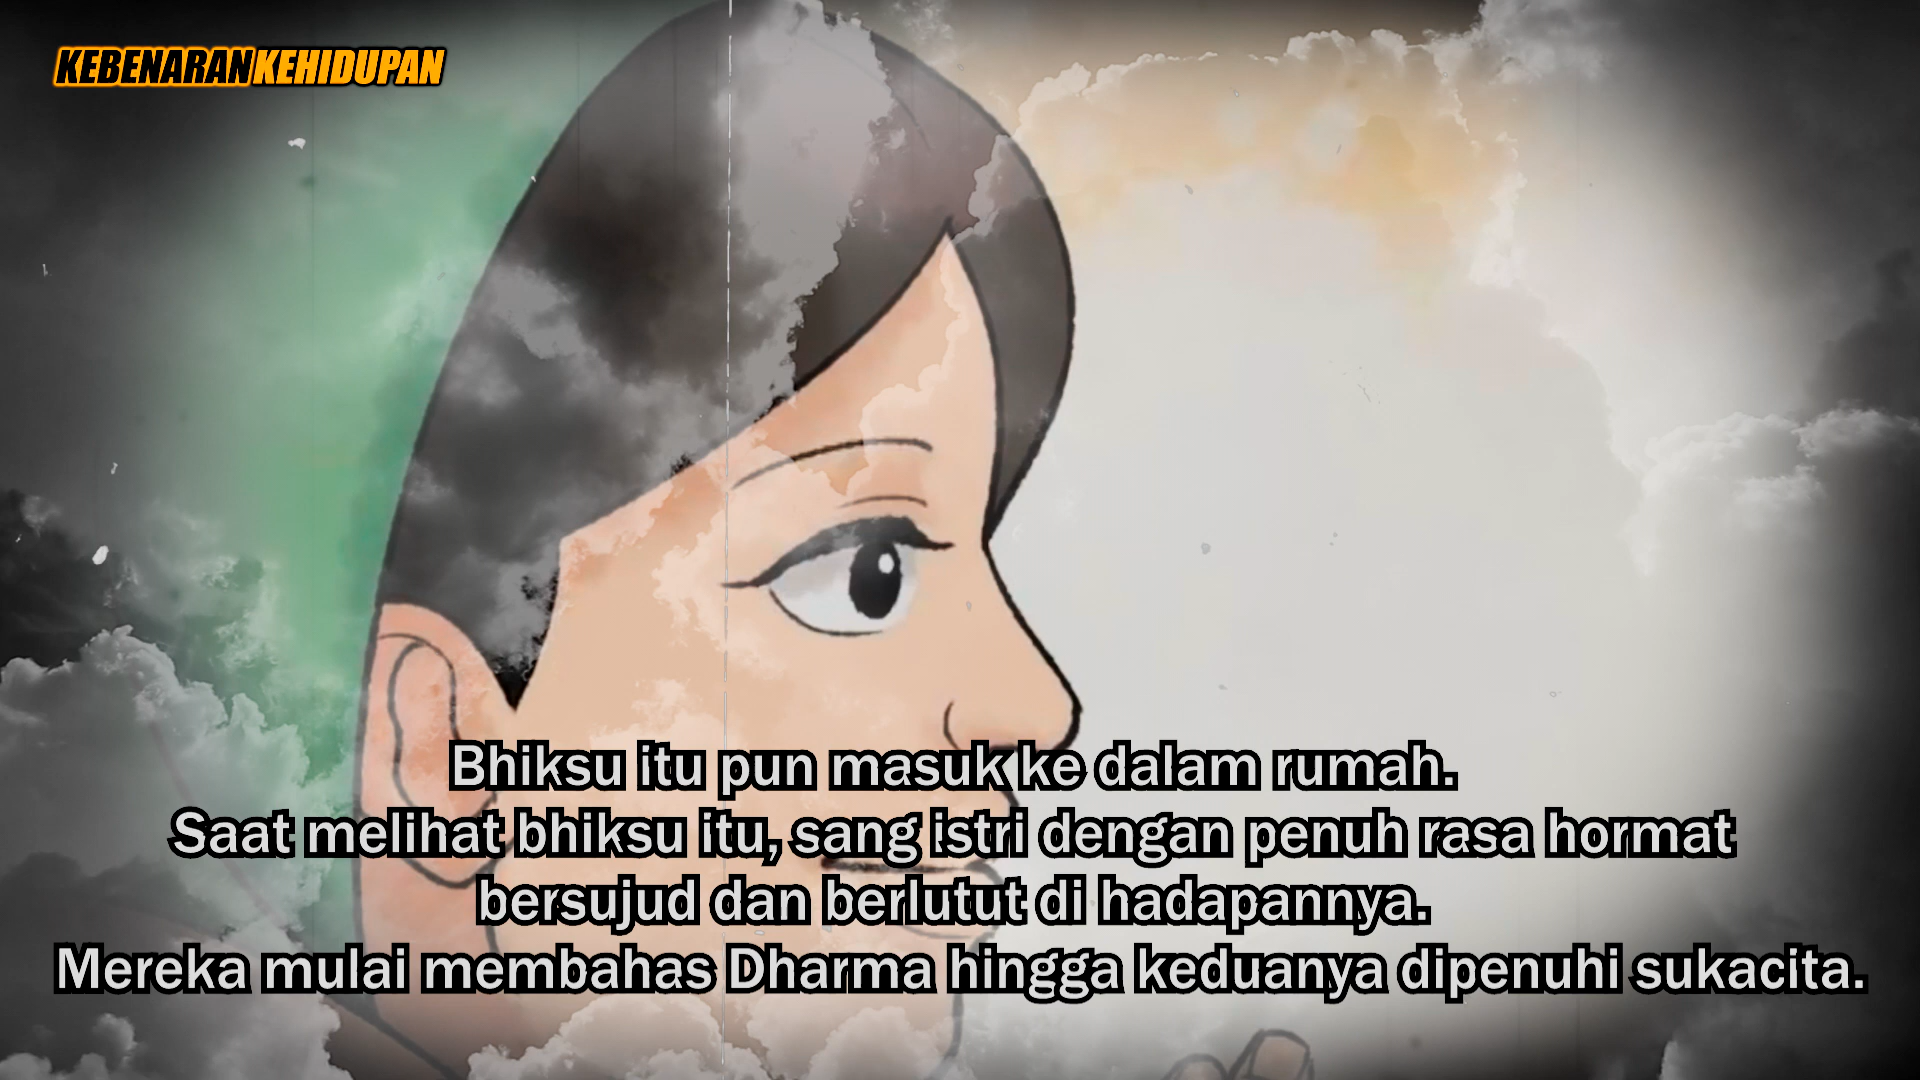 KEBENARANKEHIDUPAN
Bhiksu itu pun masuk ke dalam rumah.
Saat melihat bhiksu itu, sang istri dengan penuh rasa hormat
bersujud dan berlutut di hadapannya.
Mereka mulai membahas Dharma hingga keduanya dipenuhi sukacita.